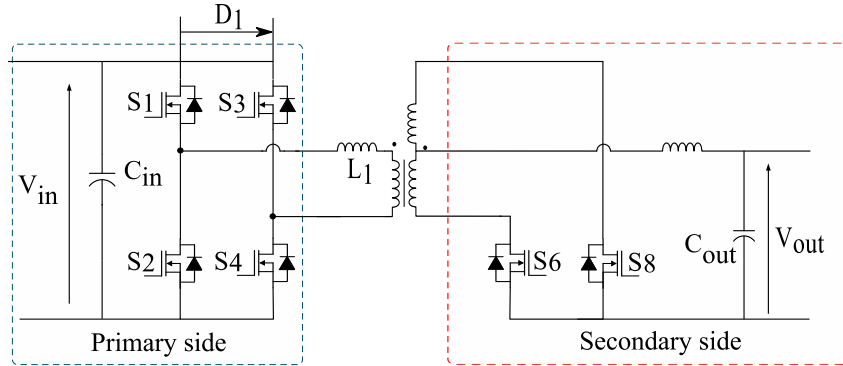 D1
S1
S3
Vin
Cin
L1
S2
S4
S6
S8
Cout
Vout
Primary side
Secondary side